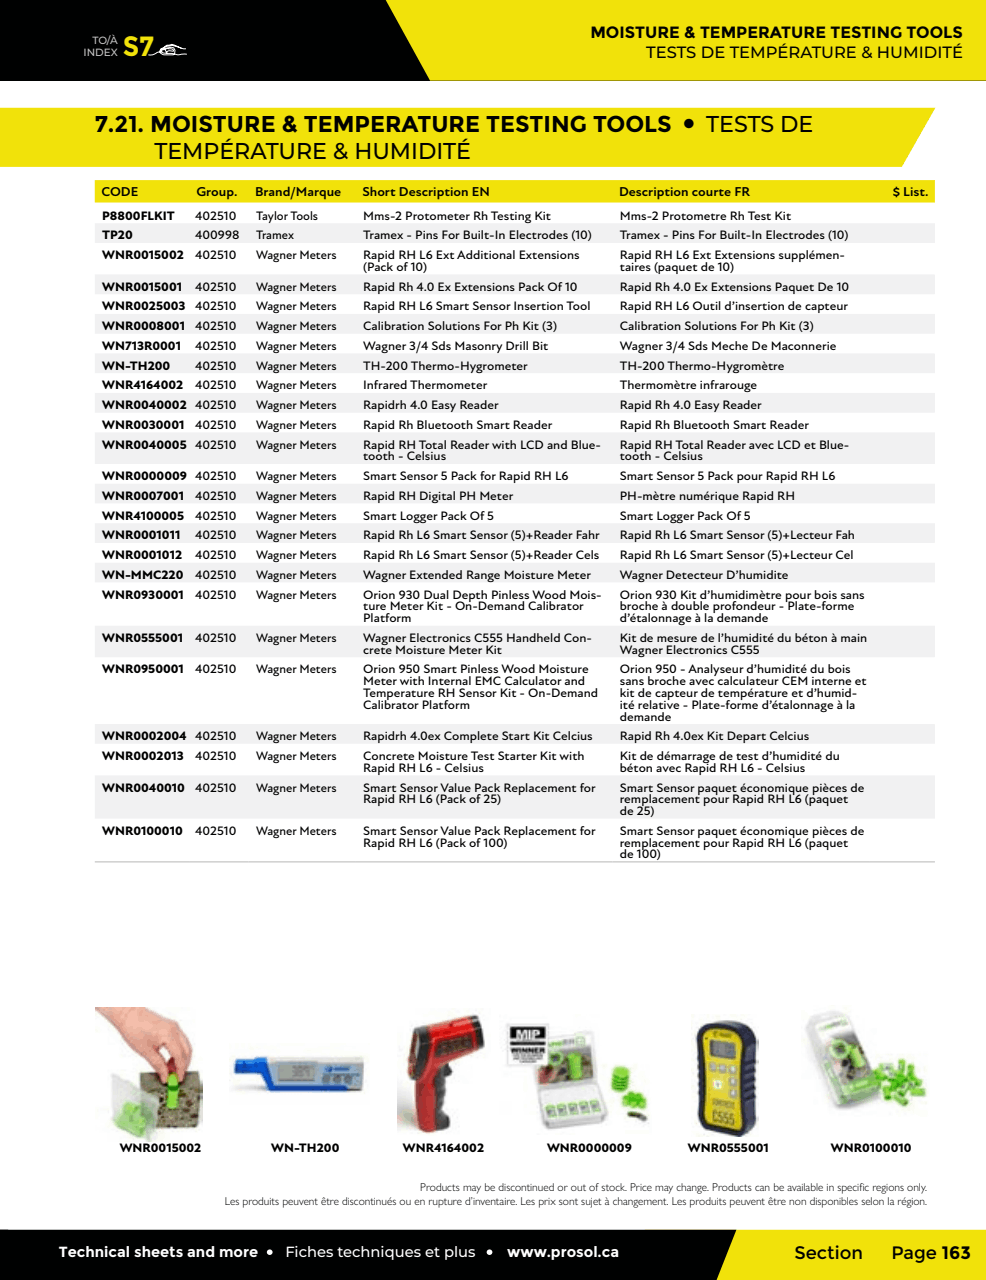 TO/À
INDEX S7
MOISTURE & TEMPERATURE TESTING TOOLS
TESTS DE TEMPÉRATURE & HUMIDITÉ
7.21. MOISTURE & TEMPERATURE TESTING TOOLS • TESTS DE
TEMPÉRATURE & HUMIDITÉ
CODE Group. Brand/Marque Short Description EN Description courte FR $ List.
P8800FLKIT 402510 Taylor Tools Mms-2 Protometer Rh Testing Kit Mms-2 Protometre Rh Test Kit
TP20 400998 Tramex Tramex - Pins For Built-In Electrodes (10) Tramex - Pins For Built-In Electrodes (10)
WNR0015002 402510 Wagner Meters Rapid RH L6 Ext Additional Extensions Rapid RH L6 Ext Extensions supplémen-
(Pack of 10) taires (paquet de 10)
WNR0015001 402510 Wagner Meters Rapid Rh 4.0 Ex Extensions Pack Of 10 Rapid Rh 4.0 Ex Extensions Paquet De 10
WNR0025003 402510 Wagner Meters Rapid RH L6 Smart Sensor Insertion Tool Rapid RH L6 Outil d'insertion de capteur
WNR0008001 402510 Wagner Meters Calibration Solutions For Ph Kit (3) Calibration Solutions For Ph Kit (3)
WN713R0001 402510 Wagner Meters Wagner 3/4 Sds Masonry Drill Bit Wagner 3/4 Sds Meche De Maconnerie
WN-TH200 402510 Wagner Meters TH-200 Thermo-Hygrometer TH-200 Thermo-Hygromètre
WNR4164002 402510 Wagner Meters Infrared Thermometer Thermomètre infrarouge
WNR0040002 402510 Wagner Meters Rapidrh 4.0 Easy Reader Rapid Rh 4.0 Easy Reader
WNR0030001 402510 Wagner Meters Rapid Rh Bluetooth Smart Reader Rapid Rh Bluetooth Smart Reader
WNR0040005 402510 Wagner Meters Rapid RH Total Reader with LCD and Blue- Rapid RH Total Reader avec LCD et Blue-
tooth - Celsius tooth - Celsius
WNR0000009 402510 Wagner Meters Smart Sensor 5 Pack for Rapid RH L6 Smart Sensor 5 Pack pour Rapid RH L6
WNR0007001 402510 Wagner Meters Rapid RH Digital PH Meter PH-mètre numérique Rapid RH
WNR4100005 402510 Wagner Meters Smart Logger Pack Of 5 Smart Logger Pack Of 5
WNR0001011 402510 Wagner Meters Rapid Rh L6 Smart Sensor (5)+Reader Fahr Rapid Rh L6 Smart Sensor (5)+Lecteur Fah
WNR0001012 402510 Wagner Meters Rapid Rh L6 Smart Sensor (5)+Reader Cels Rapid Rh L6 Smart Sensor (5)+Lecteur Cel
WN-MMC220 402510 Wagner Meters Wagner Extended Range Moisture Meter Wagner Detecteur D'humidite
WNR0930001 402510 Wagner Meters Orion 930 Dual Depth Pinless Wood Mois- Orion 930 Kit d'humidimètre pour bois sans
ture Meter Kit - On-Demand Calibrator broche à double profondeur - Plate-forme
Platform d'étalonnage à la demande
WNR0555001 402510 Wagner Meters Wagner Electronics C555 Handheld Con- Kit de mesure de l'humidité du béton à main
crete Moisture Meter Kit Wagner Electronics C555
WNR0950001 402510 Wagner Meters Orion 950 Smart Pinless Wood Moisture Orion 950 - Analyseur d'humidité du bois
Meter with Internal EMC Calculator and sans broche avec calculateur CEM interne et
Temperature RH Sensor Kit - On-Demand kit de capteur de température et d'humid-
Calibrator Platform ité relative - Plate-forme d'étalonnage à la
demande
WNR0002004 402510 Wagner Meters Rapidrh 4.0ex Complete Start Kit Celcius Rapid Rh 4.0ex Kit Depart Celcius
WNR0002013 402510 Wagner Meters Concrete Moisture Test Starter Kit with Kit de démarrage de test d'humidité du
Rapid RH L6 - Celsius béton avec Rapid RH L6 - Celsius
WNR0040010 402510 Wagner Meters Smart Sensor Value Pack Replacement for Smart Sensor paquet économique pièces de
Rapid RH L6 (Pack of 25) remplacement pour Rapid RH L6 (paquet
de 25)
WNR0100010 402510 Wagner Meters Smart Sensor Value Pack Replacement for Smart Sensor paquet économique pièces de
Rapid RH L6 (Pack of 100) remplacement pour Rapid RH L6 (paquet
de 100)
MIP
WINNER
C555
WNR0015002 WN-TH200 WNR4164002 WNR0000009 WNR0555001 WNR0100010
Products may be discontinued or out of stock. Price may change. Products can be available in specific regions only.
Les produits peuvent être discontinués ou en rupture d'inventaire. Les prix sont sujet à changement. Les produits peuvent être non disponibles selon la région.
Technical sheets and more • Fiches techniques et plus • www.prosol.ca
Section Page 163